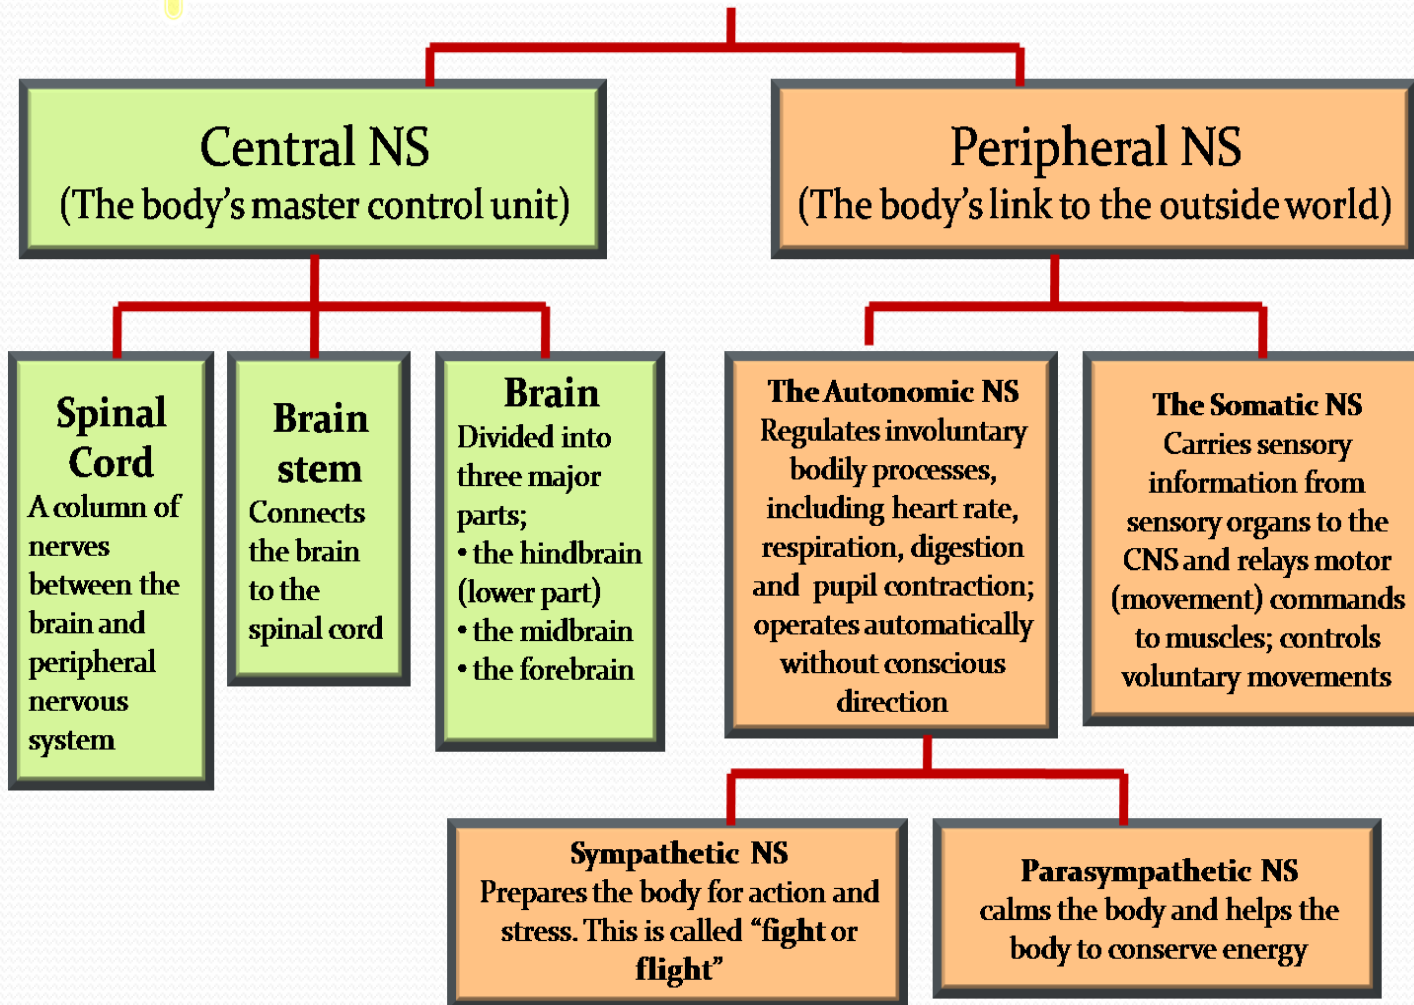 Central NS
(The body's master control unit)
Peripheral NS
(The body's link to the outside world)
Spinal
Cord
A column of
nerves
between the
brain and
peripheral
nervous
system
Brain
stem
Connects
the brain
to the
spinal cord
Brain
Divided into
three major
parts;
• the hindbrain
(lower part)
• the midbrain
• the forebrain
The Autonomic NS
Regulates involuntary
bodily processes,
including heart rate,
respiration, digestion
and pupil contraction;
operates automatically
without conscious
direction
The Somatic NS
Carries sensory
information from
sensory organs to the
CNS and relays motor
(movement) commands
to muscles; controls
voluntary movements
Sympathetic NS
Prepares the body for action and
stress. This is called “fight or
flight”
Parasympathetic NS
calms the body and helps the
body to conserve energy